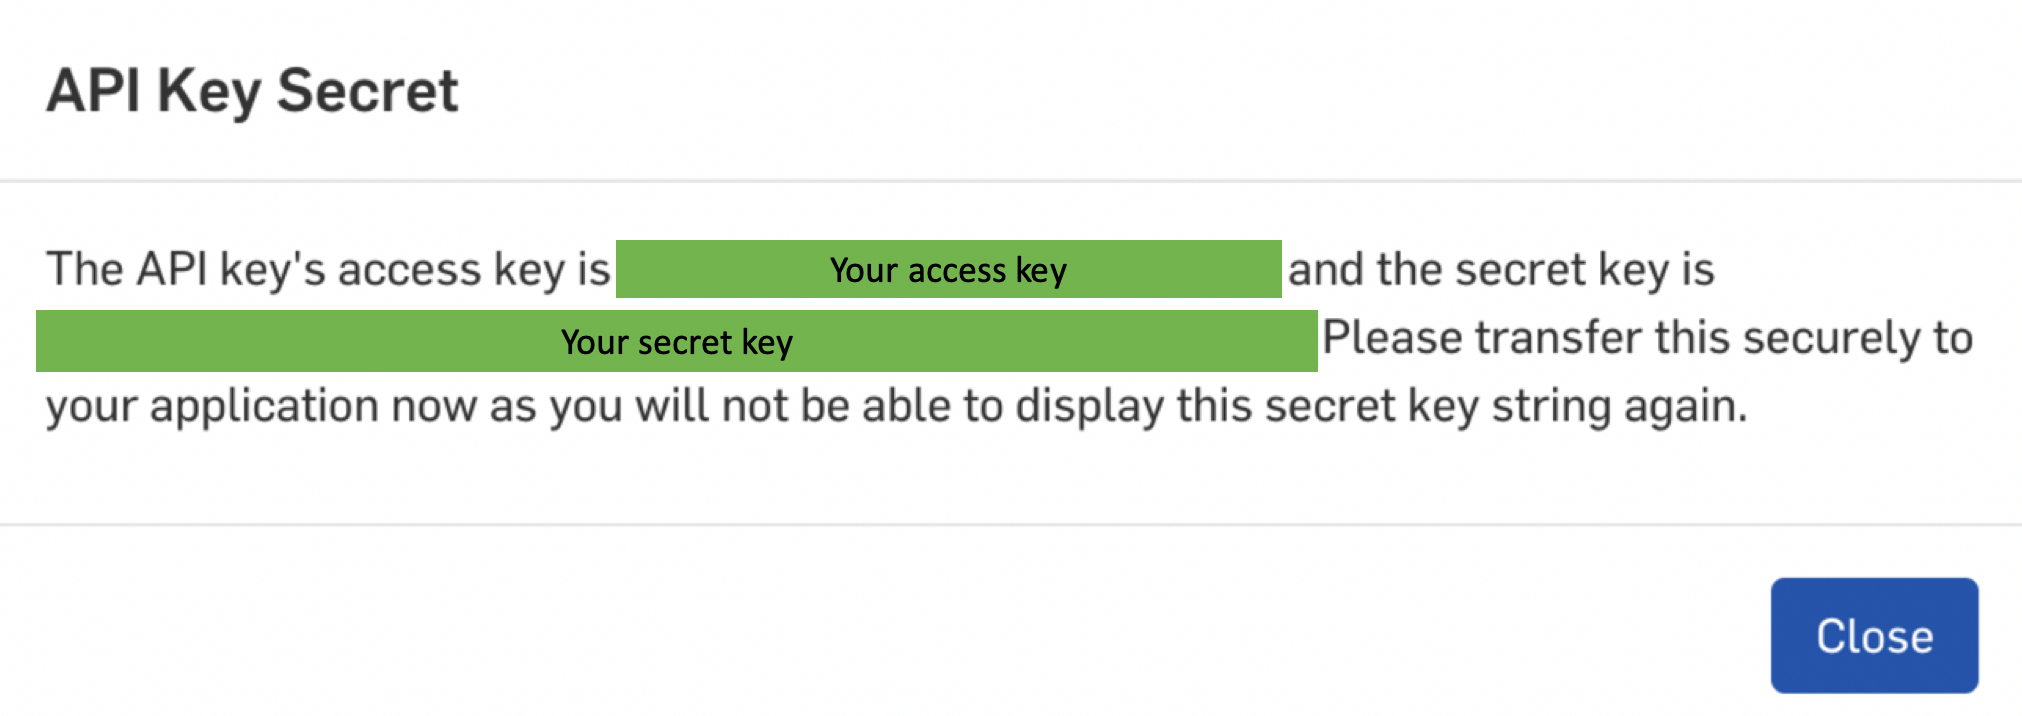 API Key Secret
The API key's access key is Your access key and the secret key is
Your secret key Please transfer this securely to
your application now as you will not be able to display this secret key string again.
Close